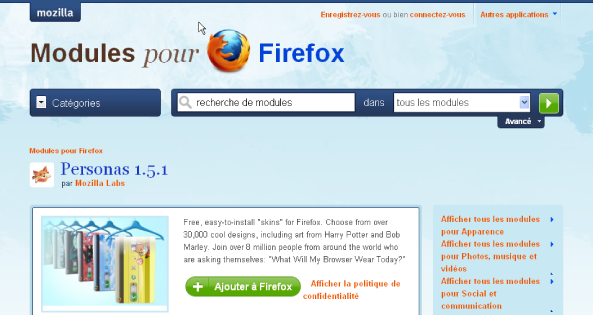 mozilla
Enregistrez-vous ou bien connectez-vous
Autres applications
Modules pour Firefox
Catégories
recherche de modules
dans
tous les modules
Avancé
Modules pour Firefox
Personas 1.5.1
par Mozilla Labs
Free, easy-to-install "skins" for Firefox. Choose from over
30,000 cool designs, including art from Harry Potter and Bob
Marley. Join over 8 million people from around the world who
are asking themselves: "What Will My Browser Wear Today?"
Ajouter à Firefox
Afficher la politique de
confidentialité
Afficher tous les modules
pour Apparence
Afficher tous les modules
pour Photos, musique et
vidéos
Afficher tous les modules
pour Social et
communication